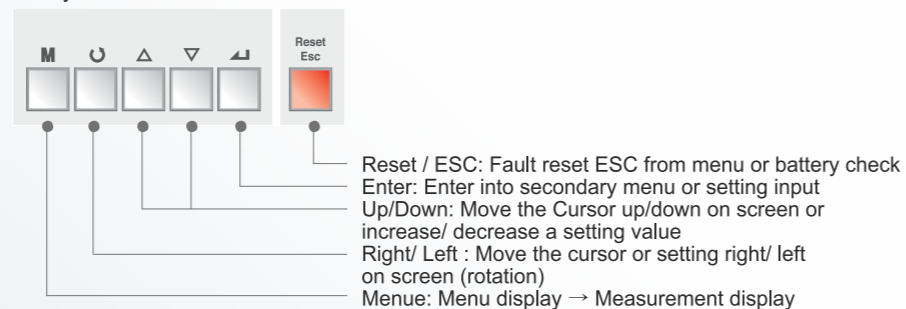 M
Reset
Esc
Reset / ESC: Fault reset ESC from menu or battery check
Enter: Enter into secondary menu or setting input
Up/Down: Move the Cursor up/down on screen or
increase/ decrease a setting value
Right/ Left : Move the cursor or setting right/ left
on screen (rotation)
Menue: Menu display → Measurement display